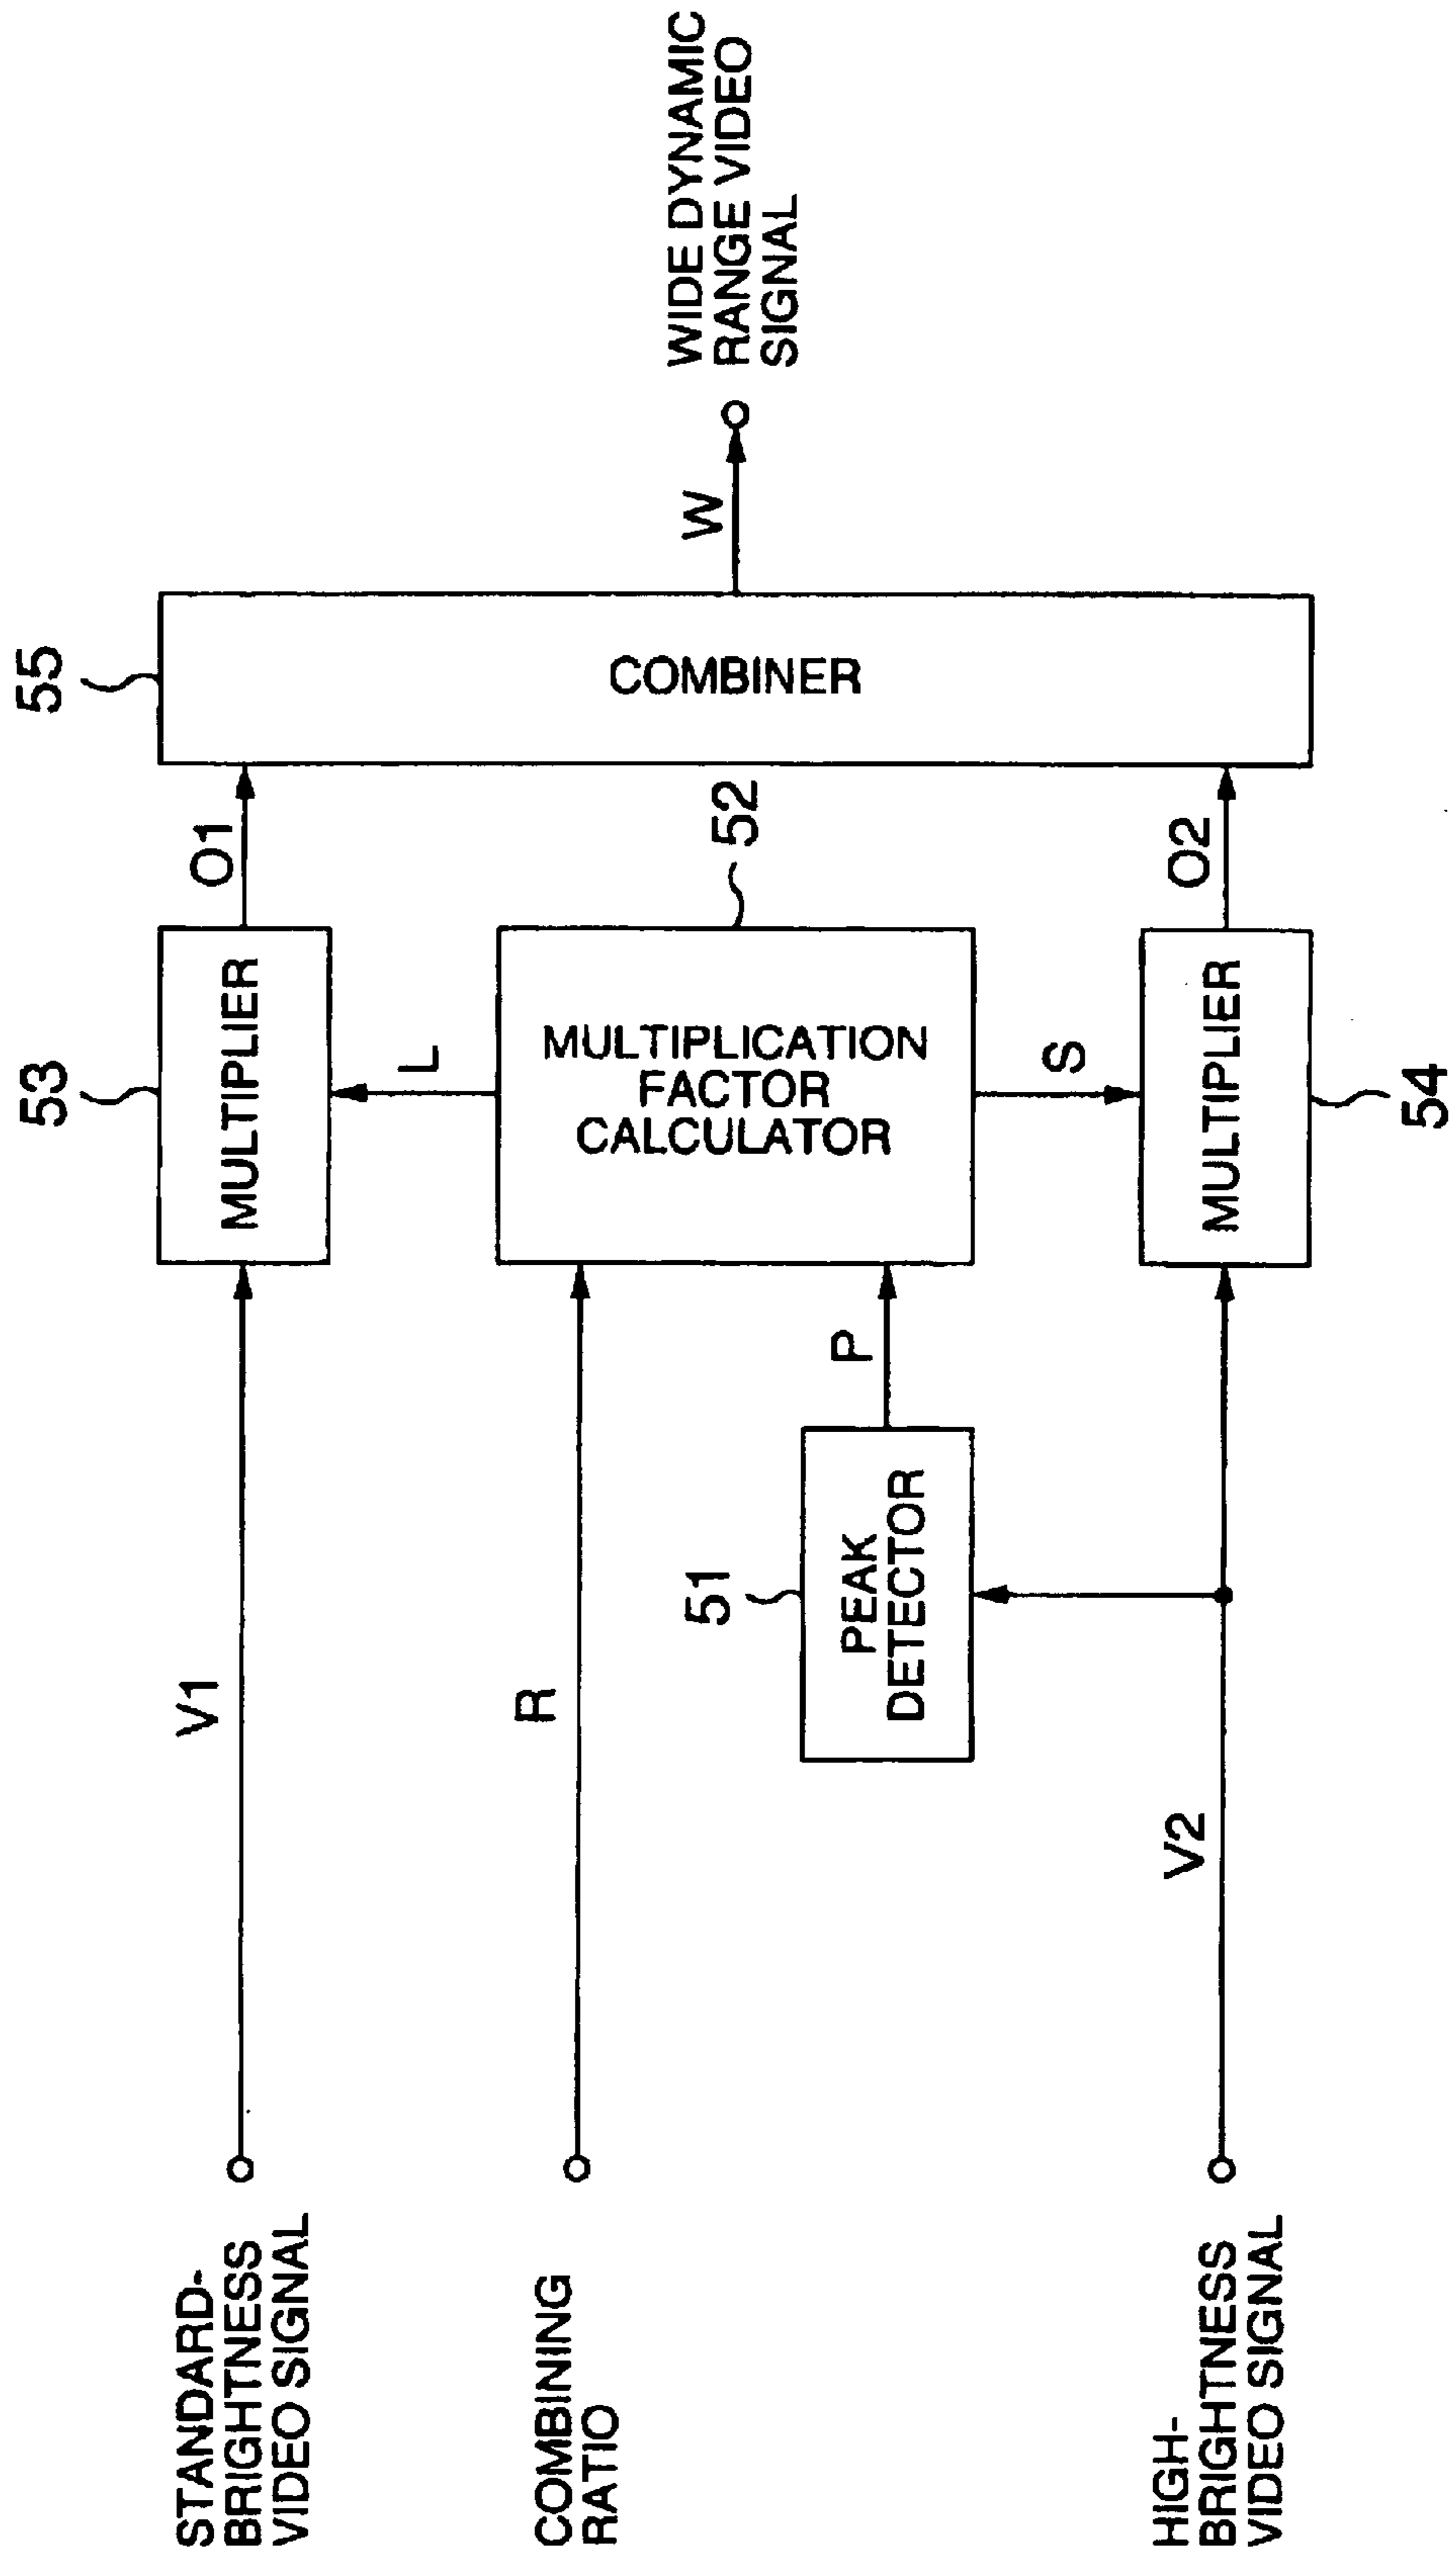 STANDARD-
BRIGHTNESS
VIDEO SIGNAL
V1
53
MULTIPLIER
O1
55
COMBINER
W
WIDE DYNAMIC
RANGE VIDEO
SIGNAL
COMBINING
RATIO
R
L
MULTIPLICATION
FACTOR
CALCULATOR
52
51
PEAK
DETECTOR
P
S
HIGH-
BRIGHTNESS
VIDEO SIGNAL
V2
MULTIPLIER
54
O2